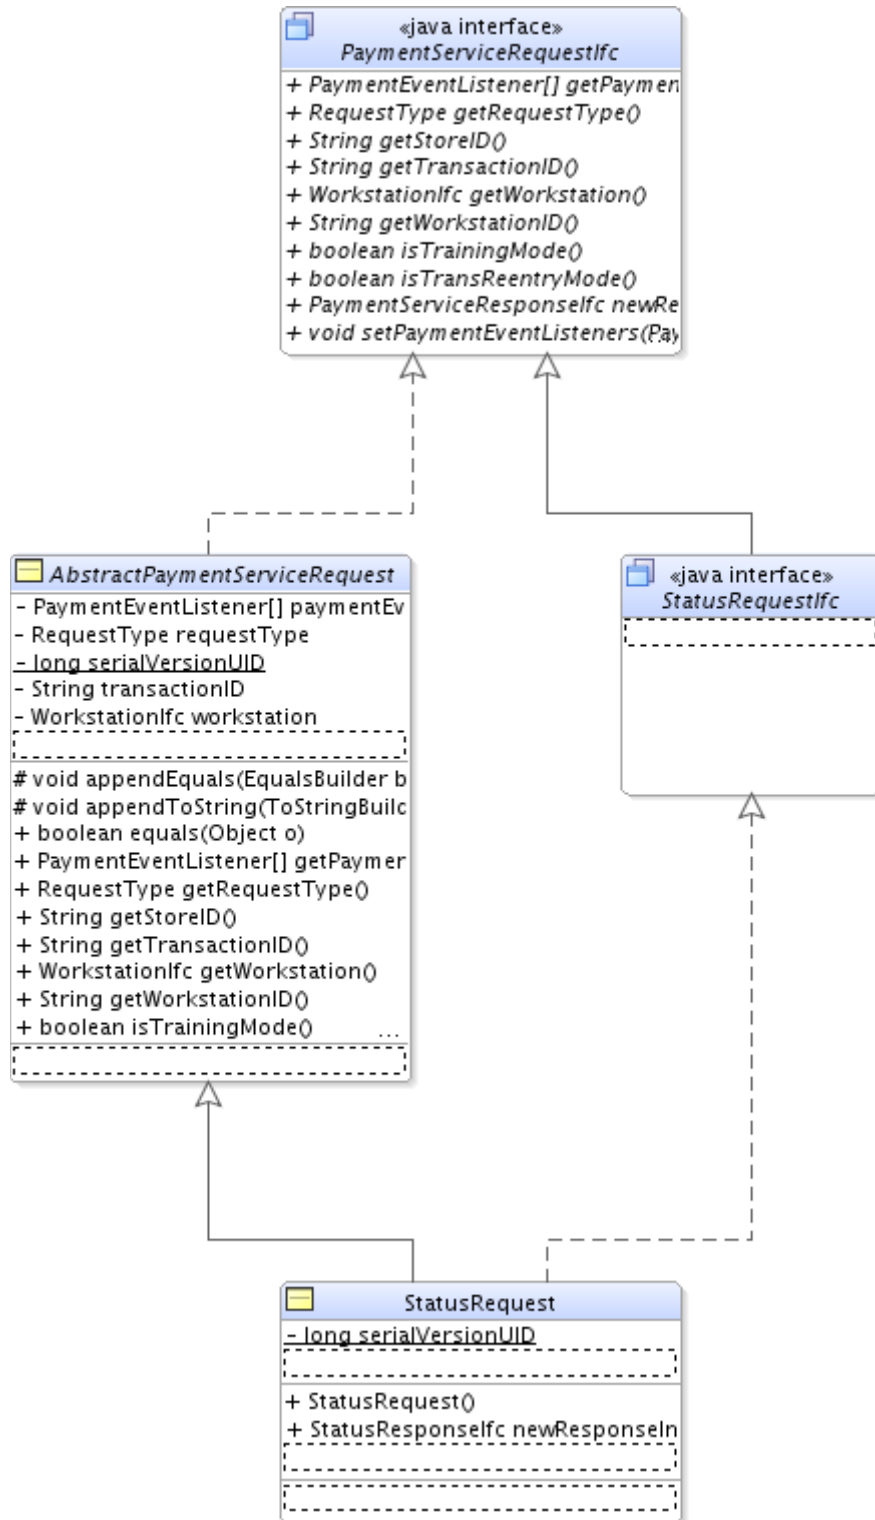 «java interface»
PaymentServiceRequestIfc
+ PaymentEventListener[] getPaymen
+ RequestType getRequestType()
+ String getStoreID()
+ String getTransactionID()
+ WorkstationIfc getWorkstation()
+ String getWorkstationID()
+ boolean isTrainingMode()
+ boolean isTransReentryMode()
+ PaymentServiceResponseIfc newRe
+ void setPaymentEventListeners(Pay
AbstractPaymentServiceRequest
- PaymentEventListener[] paymentEv
- RequestType requestType
- long serialVersionUID
- String transactionID
- WorkstationIfc workstation
# void appendEquals(EqualsBuilder b
# void appendToString(ToStringBuilc
+ boolean equals(Object o)
+ PaymentEventListener[] getPaymer
+ RequestType getRequestType()
+ String getStoreID()
+ String getTransactionID()
+ WorkstationIfc getWorkstation()
+ String getWorkstationID()
+ boolean isTrainingMode() ...
«java interface»
StatusRequestIfc
StatusRequest
- long serialVersionUID
+ StatusRequest()
+ StatusResponseIfc newResponseIn